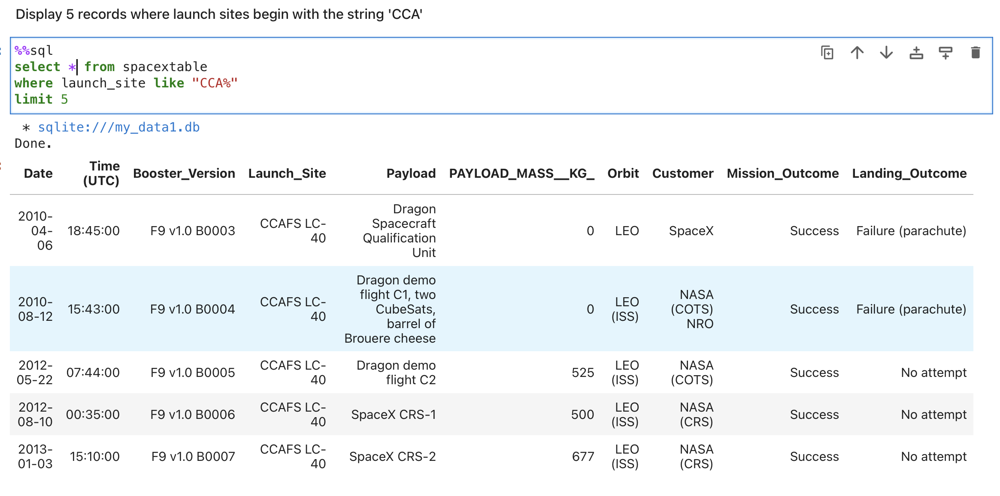 Display 5 records where launch sites begin with the string 'CCA'
%%sql
select * from spacextable
where launch_site like "CCA%"
limit 5
* sqlite:///my_data1.db
Done.
Date Time (UTC) Booster_Version Launch_Site Payload PAYLOAD_MASS__KG_ Orbit Customer Mission_Outcome Landing_Outcome
2010-04-06 18:45:00 F9 v1.0 B0003 CCAFS LC-40 Dragon Spacecraft Qualification Unit 0 LEO SpaceX Success Failure (parachute)
2010-08-12 15:43:00 F9 v1.0 B0004 CCAFS LC-40 Dragon demo flight C1, two CubeSats, barrel of Brouere cheese 0 LEO (ISS) NASA (COTS) NRO Success Failure (parachute)
2012-05-22 07:44:00 F9 v1.0 B0005 CCAFS LC-40 Dragon demo flight C2 525 LEO (ISS) NASA (COTS) Success No attempt
2012-08-10 00:35:00 F9 v1.0 B0006 CCAFS LC-40 SpaceX CRS-1 500 LEO (ISS) NASA (CRS) Success No attempt
2013-01-03 15:10:00 F9 v1.0 B0007 CCAFS LC-40 SpaceX CRS-2 677 LEO (ISS) NASA (CRS) Success No attempt